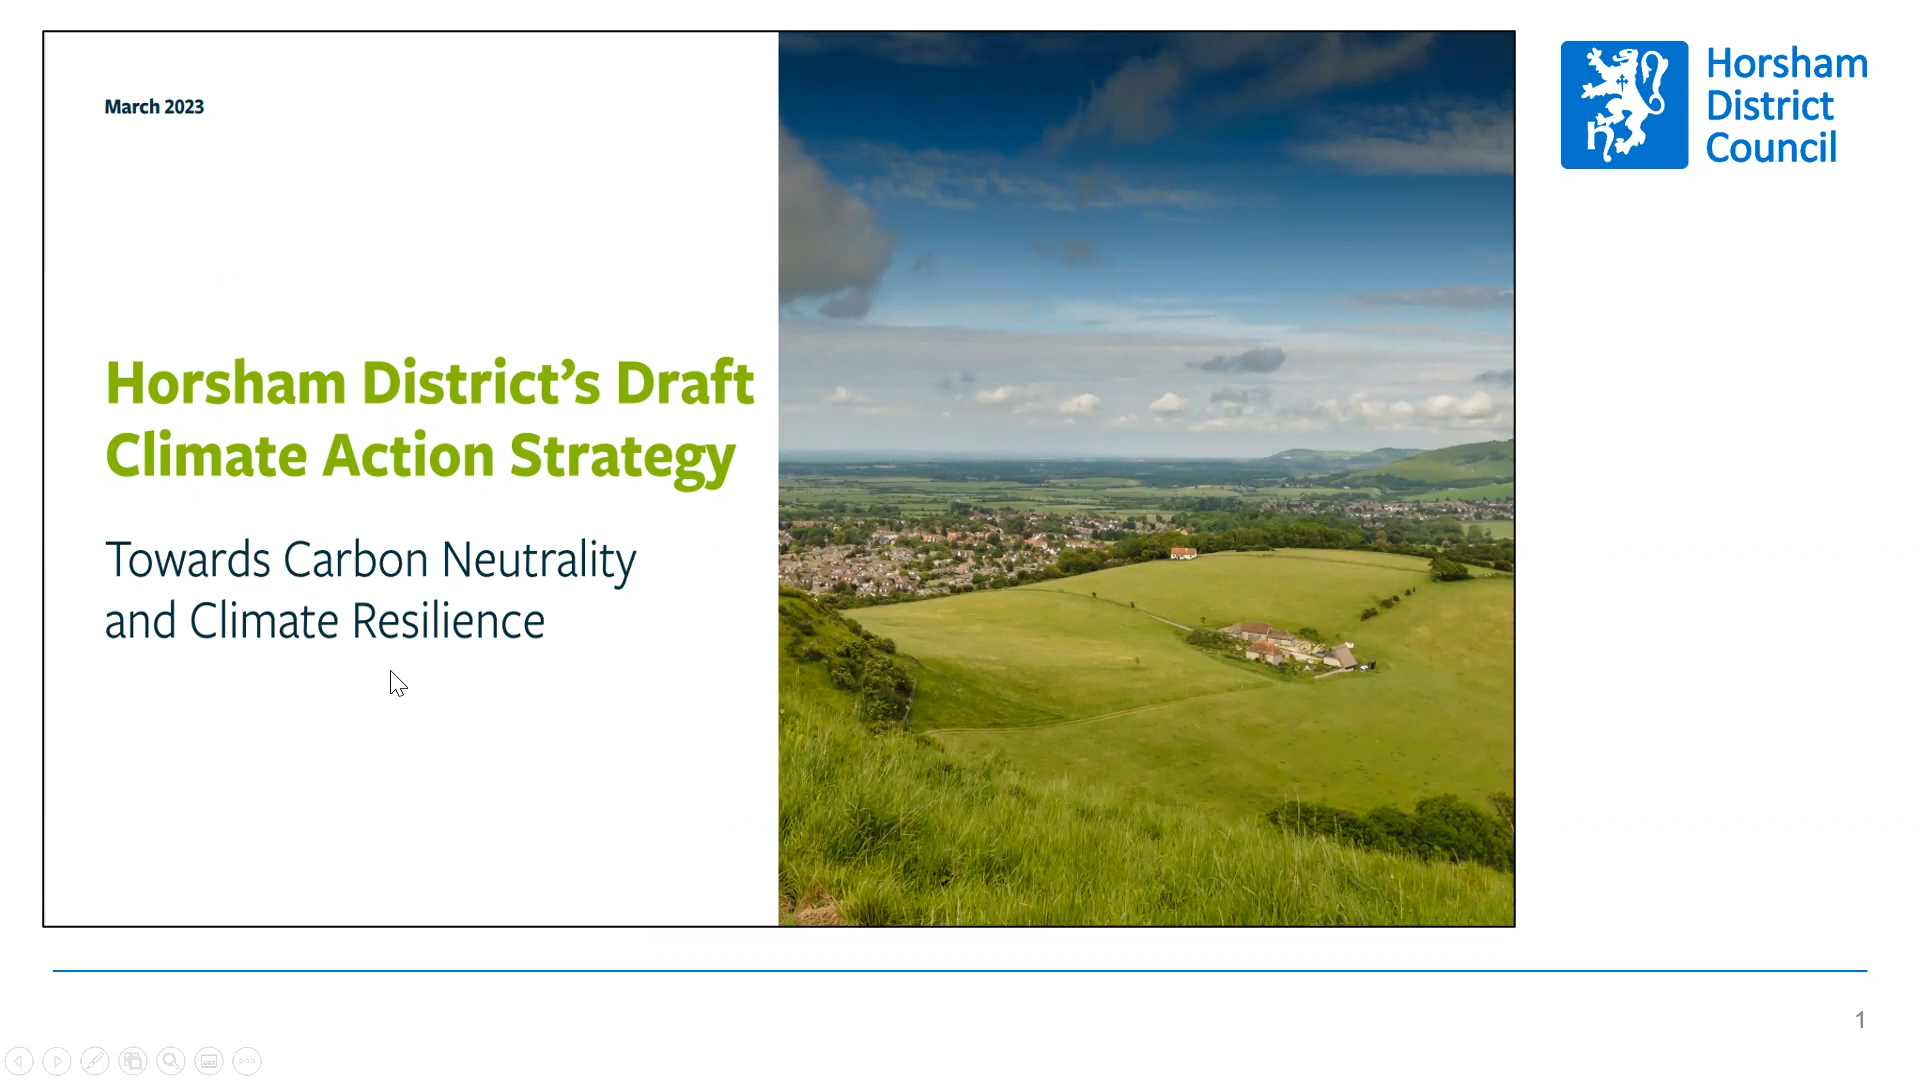 March 2023
Horsham District’s Draft
Climate Action Strategy
Towards Carbon Neutrality
and Climate Resilience
Horsham
District
Council
1